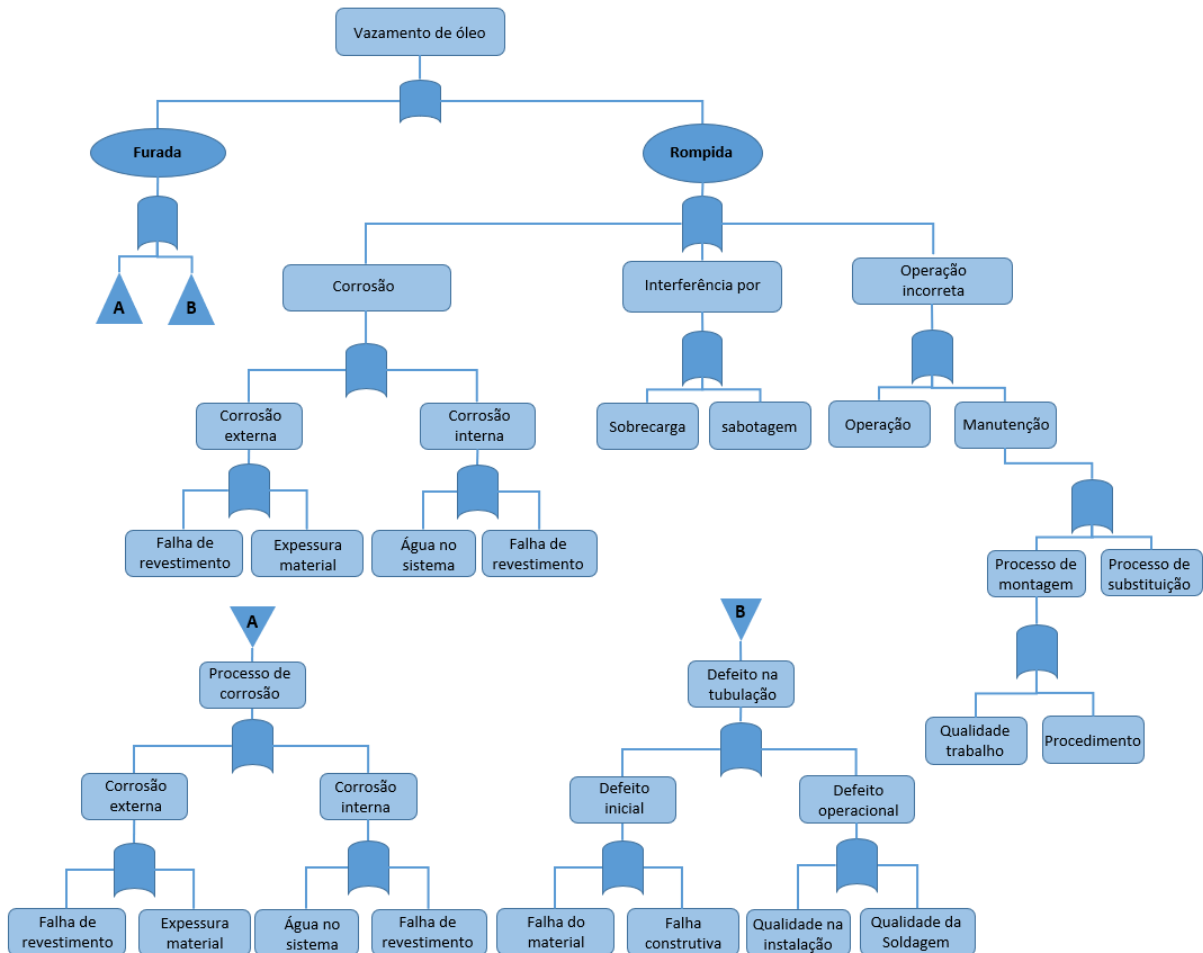 Vazamento de óleo
Furada
Rompida
A
B
Corrosão
Interferência por
Operação
incorreta
Corrosão
externa
Corrosão
interna
Sobrecarga
sabotagem
Operação
Manutenção
Falha de
revestimento
Expessura
material
Água no
sistema
Falha de
revestimento
Processo de
montagem
Processo de
substituição
Qualidade
trabalho
Procedimento
A
Processo de
corrosão
Corrosão
externa
Corrosão
interna
Falha de
revestimento
Expessura
material
Água no
sistema
Falha de
revestimento
B
Defeito na
tubulação
Defeito
inicial
Defeito
operacional
Falha do
material
Falha
construtiva
Qualidade na
instalação
Qualidade da
Soldagem